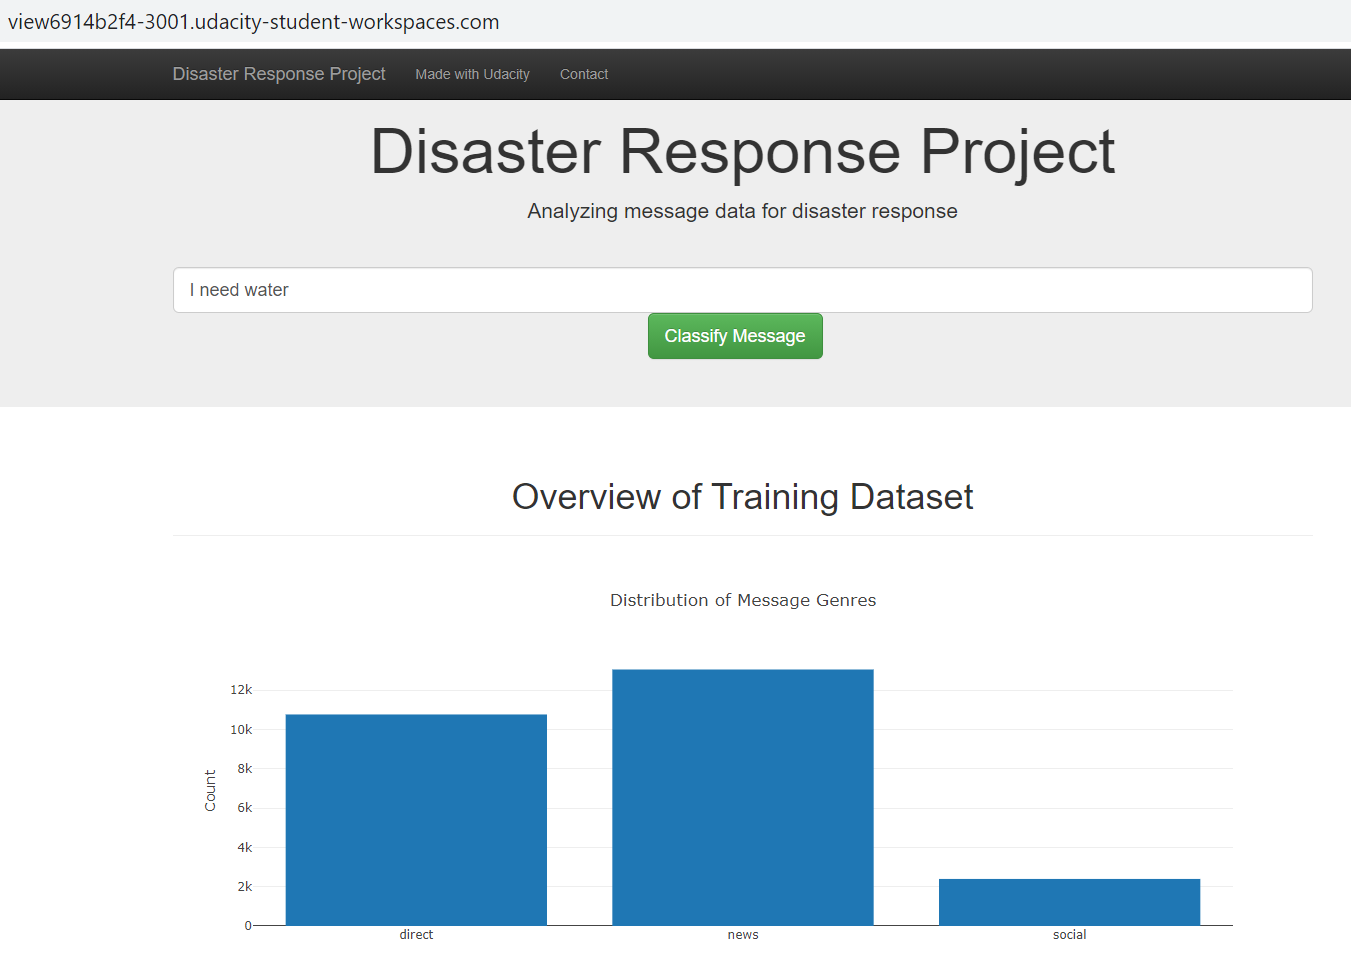 view6914b2f4-3001.udacity-student-workspaces.com
Disaster Response Project Made with Udacity Contact
Disaster Response Project
Analyzing message data for disaster response
I need water
Classify Message
Overview of Training Dataset
Distribution of Message Genres
12k
10k
8k
6k
4k
2k
0
Count
direct news social